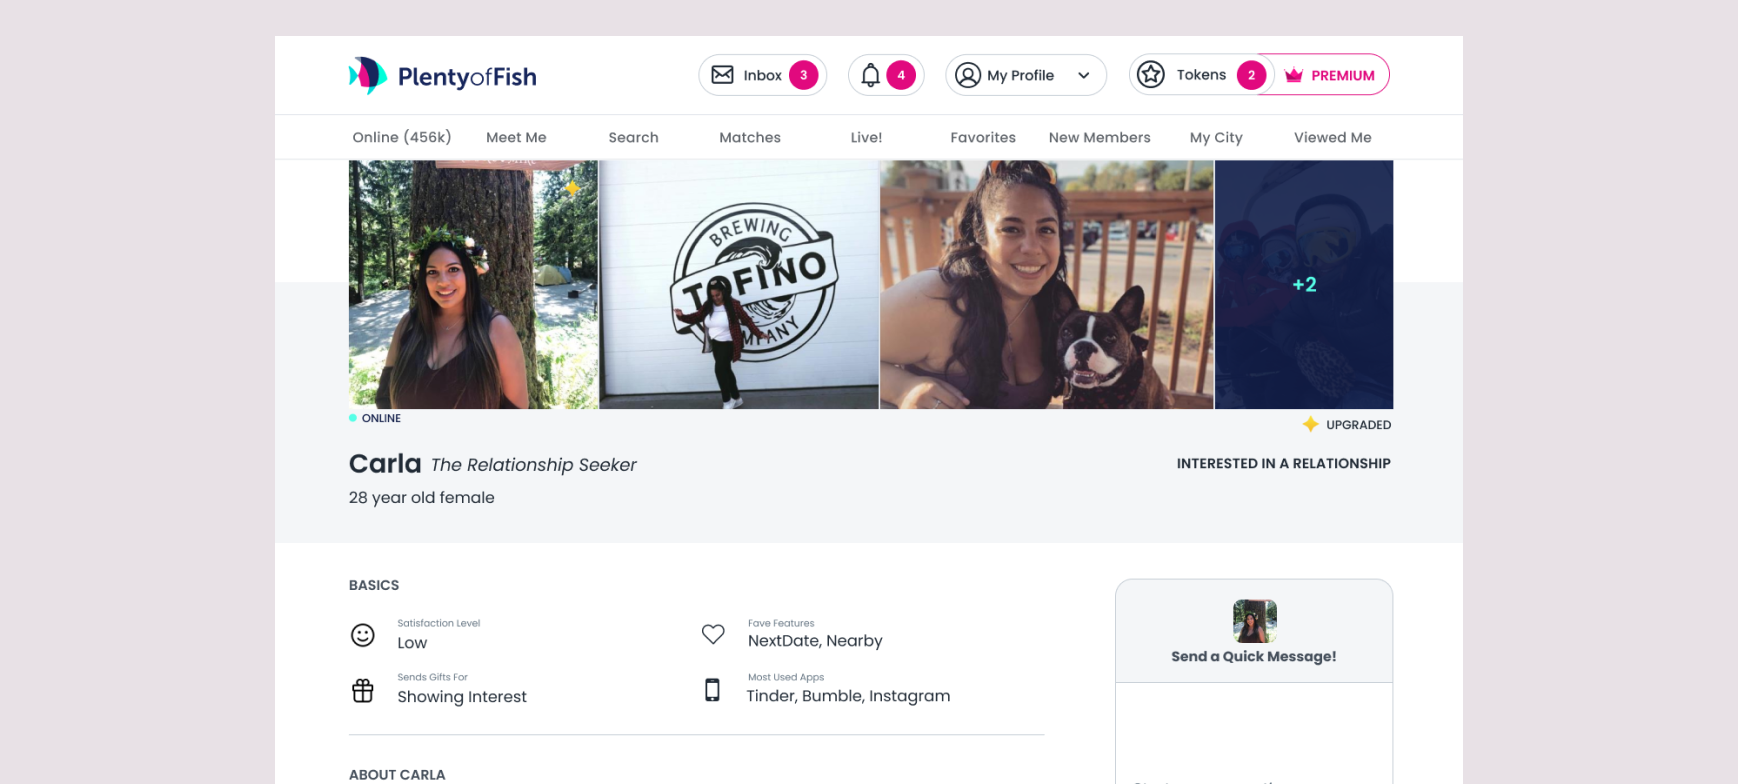 PlentyofFish
Inbox 3
4
My Profile
Tokens 2
PREMIUM
Online (456k) Meet Me Search Matches Live! Favorites New Members My City Viewed Me
BREWING
TOFINO
+2
ONLINE
UPGRADED
Carla The Relationship Seeker
INTERESTED IN A RELATIONSHIP
28 year old female
BASICS
Satisfaction Level
Low
Fave Features
NextDate, Nearby
Sends Gifts For
Showing Interest
Most Used Apps
Tinder, Bumble, Instagram
Send a Quick Message!
ABOUT CARLA